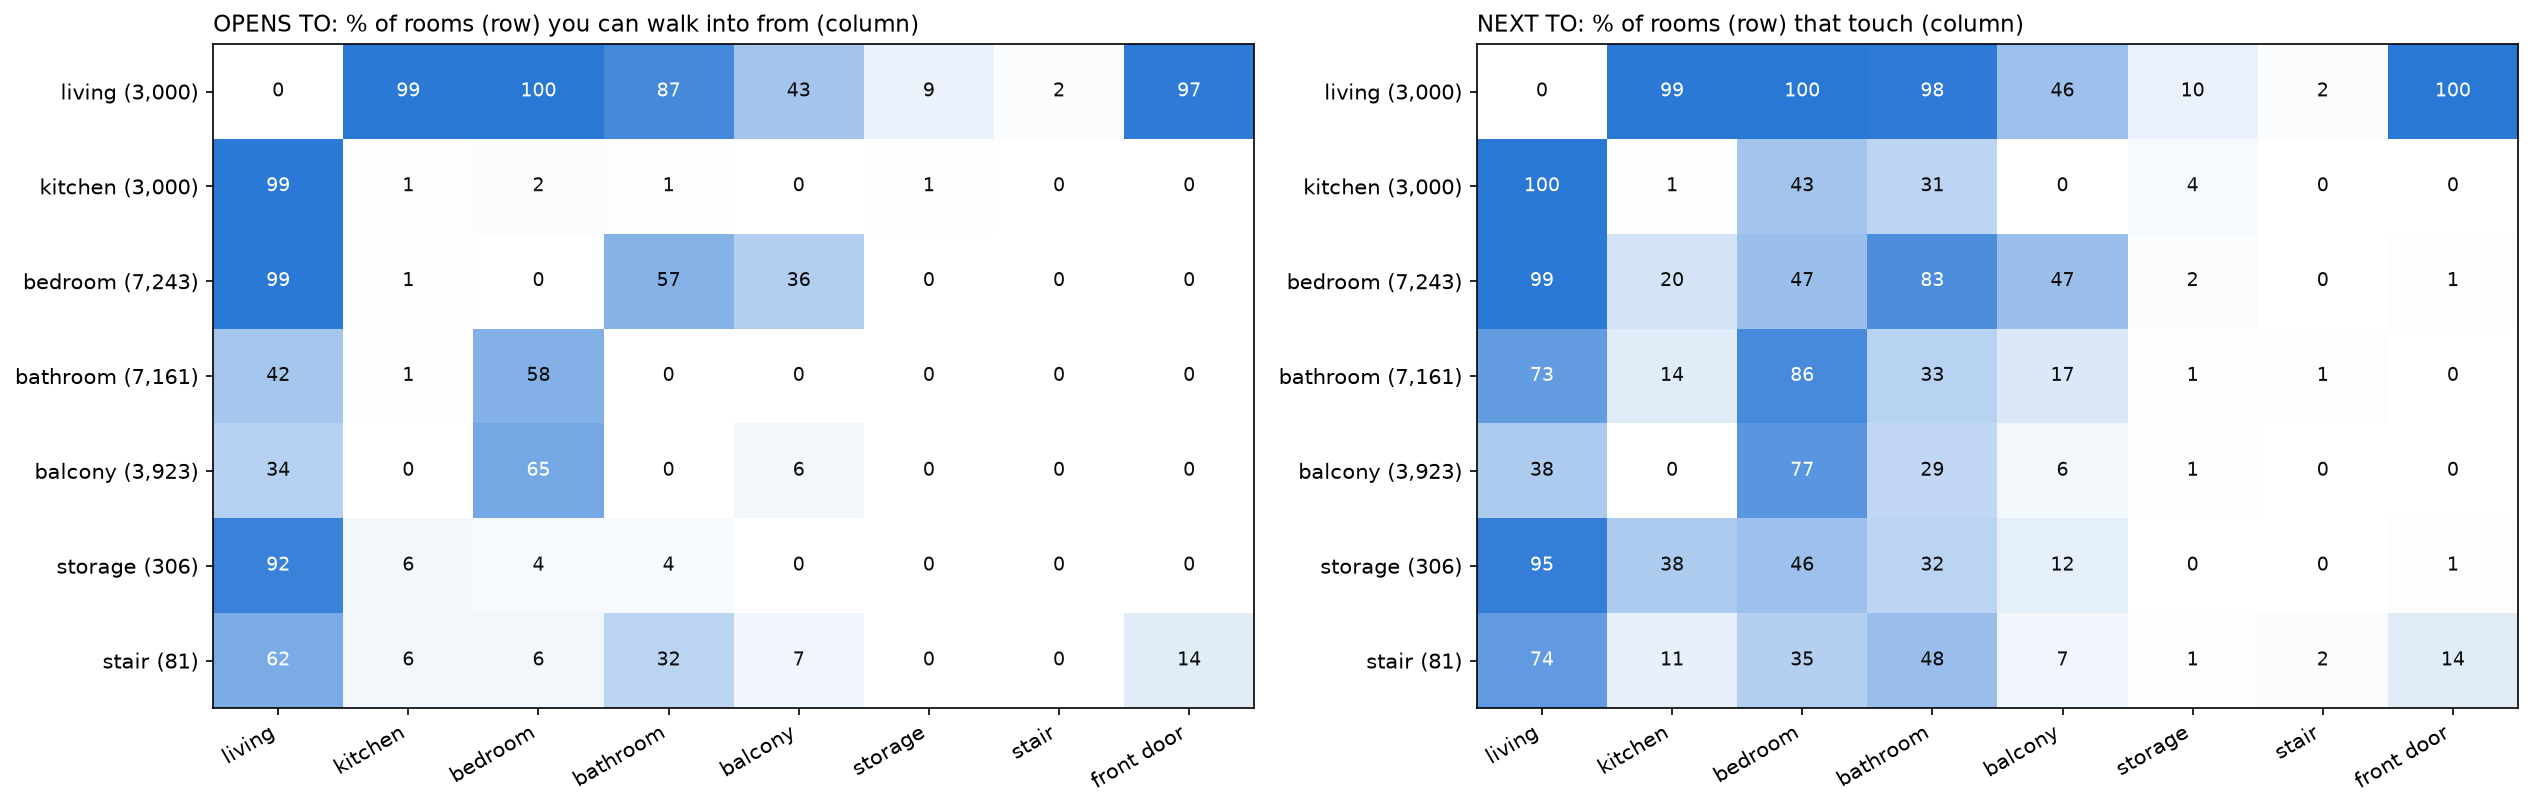 OPENS TO: % of rooms (row) you can walk into from (column)
living (3,000) 0 99 100 87 43 9 2 97
kitchen (3,000) 99 1 2 1 0 1 0 0
bedroom (7,243) 99 1 0 57 36 0 0 0
bathroom (7,161) 42 1 58 0 0 0 0 0
balcony (3,923) 34 0 65 0 6 0 0 0
storage (306) 92 6 4 4 0 0 0 0
stair (81) 62 6 6 32 7 0 0 14
living kitchen bedroom bathroom balcony storage stair front door
NEXT TO: % of rooms (row) that touch (column)
living (3,000) 0 99 100 98 46 10 2 100
kitchen (3,000) 100 1 43 31 0 4 0 0
bedroom (7,243) 99 20 47 83 47 2 0 1
bathroom (7,161) 73 14 86 33 17 1 1 0
balcony (3,923) 38 0 77 29 6 1 0 0
storage (306) 95 38 46 32 12 0 0 1
stair (81) 74 11 35 48 7 1 2 14
living kitchen bedroom bathroom balcony storage stair front door